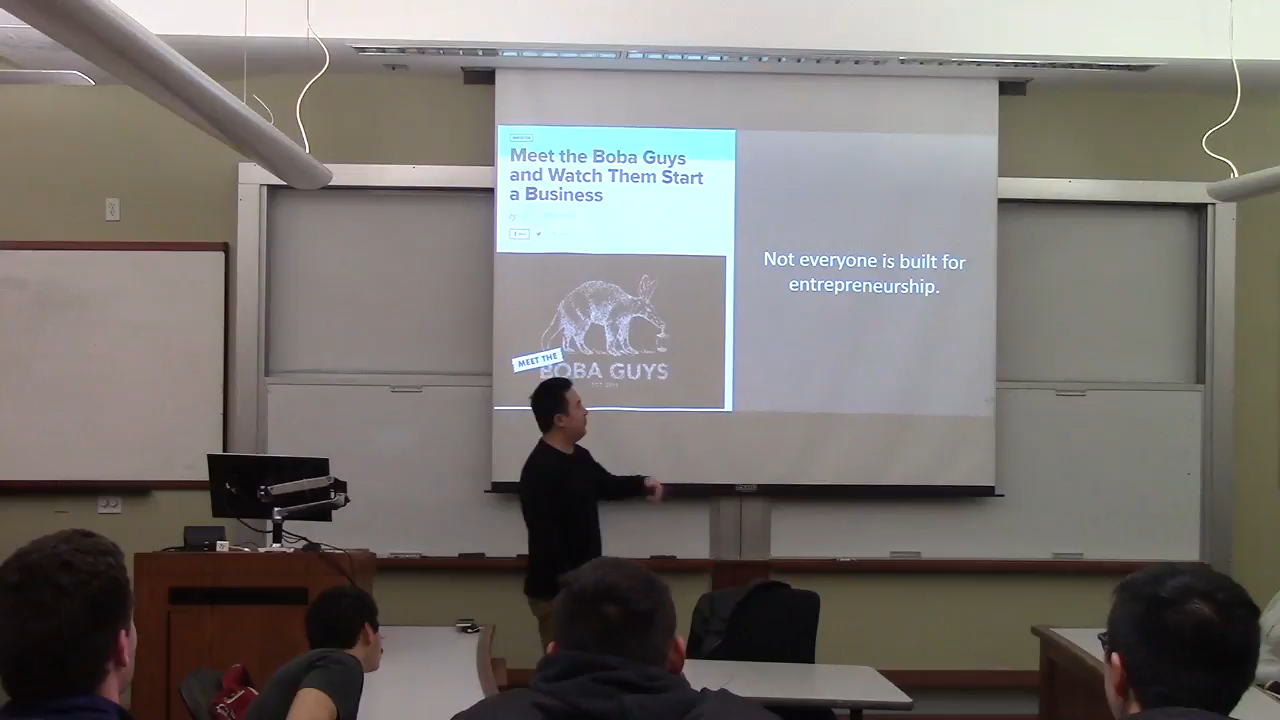 Meet the Boba Guys
and Watch Them Start
a Business
MEET THE
BOBA GUYS
Not everyone is built for
entrepreneurship.